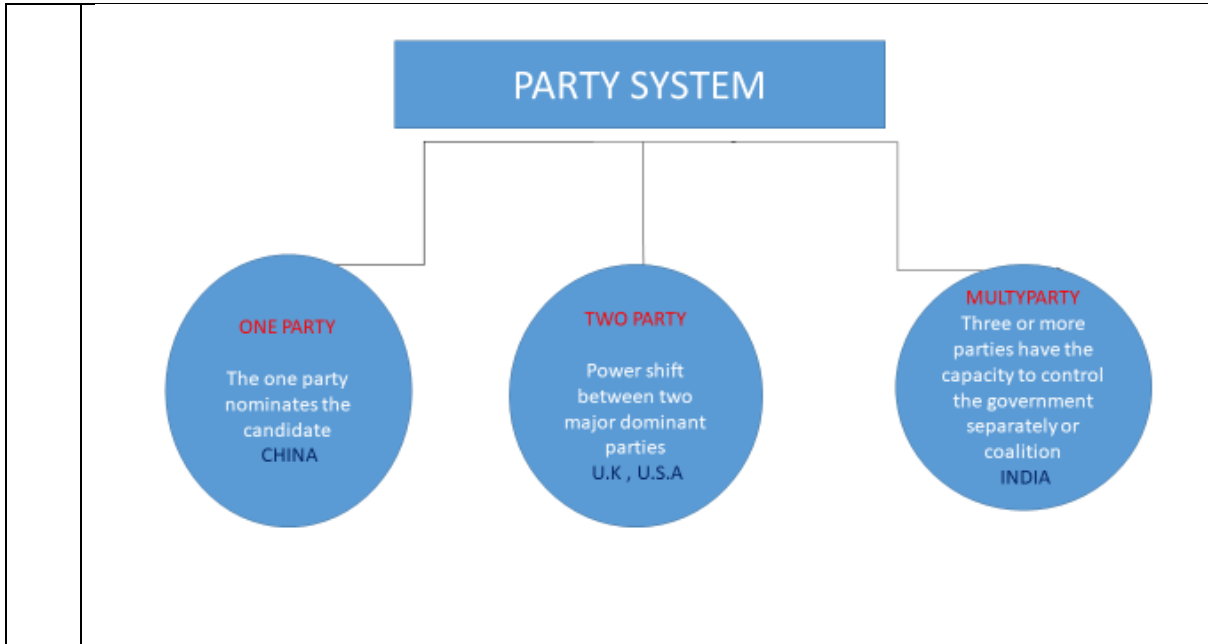 PARTY SYSTEM
ONE PARTY
The one party
nominates the
candidate
CHINA
TWO PARTY
Power shift
between two
major dominant
parties
U.K , U.S.A
MULTYPARTY
Three or more
parties have the
capacity to control
the government
separately or
coalition
INDIA